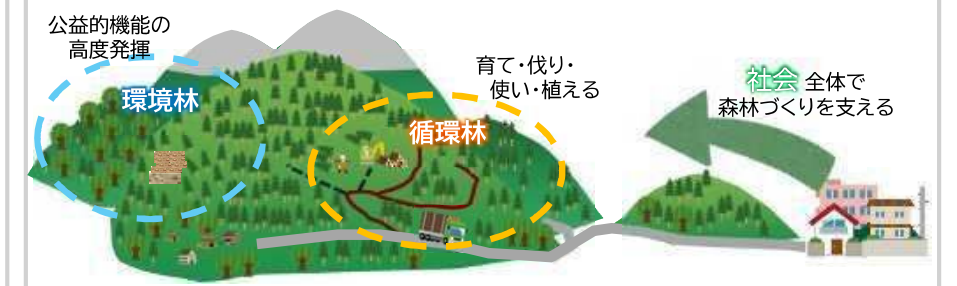 公益的機能の
高度発揮
環境林
育て・伐り・
使い・植える
循環林
社会 全体で
森林づくりを支える